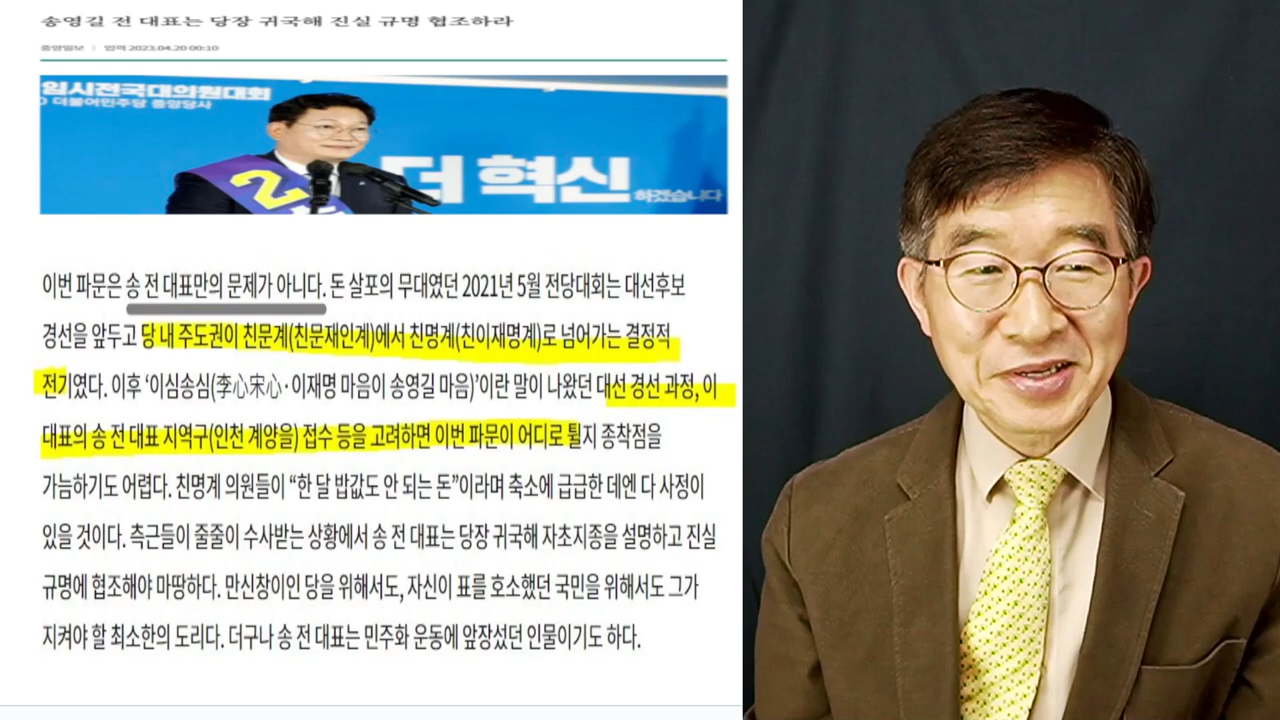 송영길 전 대표는 당장 귀국해 진실 규명 협조하라
중앙일보 | 입력 2023.04.20 00:10
임시전국대의원대회
더불어민주당 중앙당사
2
더 혁신
하겠습니다
이번 파문은 송 전 대표만의 문제가 아니다. 돈 살포의 무대였던 2021년 5월 전당대회는 대선후보
경선을 앞두고 당 내 주도권이 친문계(친문재인계)에서 친명계(친이재명계)로 넘어가는 결정적
전기였다. 이후 ‘이심송심(李心宋心·이재명 마음이 송영길 마음)’이란 말이 나왔던 대선 경선 과정, 이
대표의 송 전 대표 지역구(인천 계양을) 접수 등을 고려하면 이번 파문이 어디로 튈지 종착점을
가늠하기도 어렵다. 친명계 의원들이 “한 달 밥값도 안 되는 돈”이라며 축소에 급급한 데엔 다 사정이
있을 것이다. 측근들이 줄줄이 수사받는 상황에서 송 전 대표는 당장 귀국해 자초지종을 설명하고 진실
규명에 협조해야 마땅하다. 만신창이인 당을 위해서도, 자신이 표를 호소했던 국민을 위해서도 그가
지켜야 할 최소한의 도리다. 더구나 송 전 대표는 민주화 운동에 앞장섰던 인물이기도 하다.